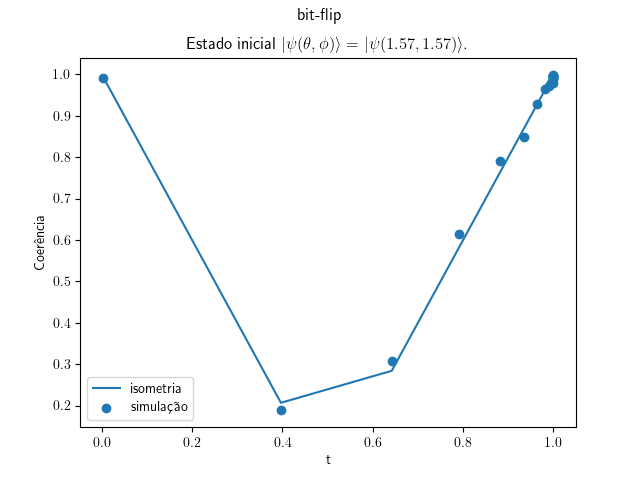 bit-flip
Estado inicial |ψ(θ, ϕ)⟩ = |ψ(1.57, 1.57)⟩.
1.0
0.9
0.8
0.7
0.6
0.5
0.4
0.3
0.2
Coerência
isometria
simulação
0.0 0.2 0.4 0.6 0.8 1.0
t